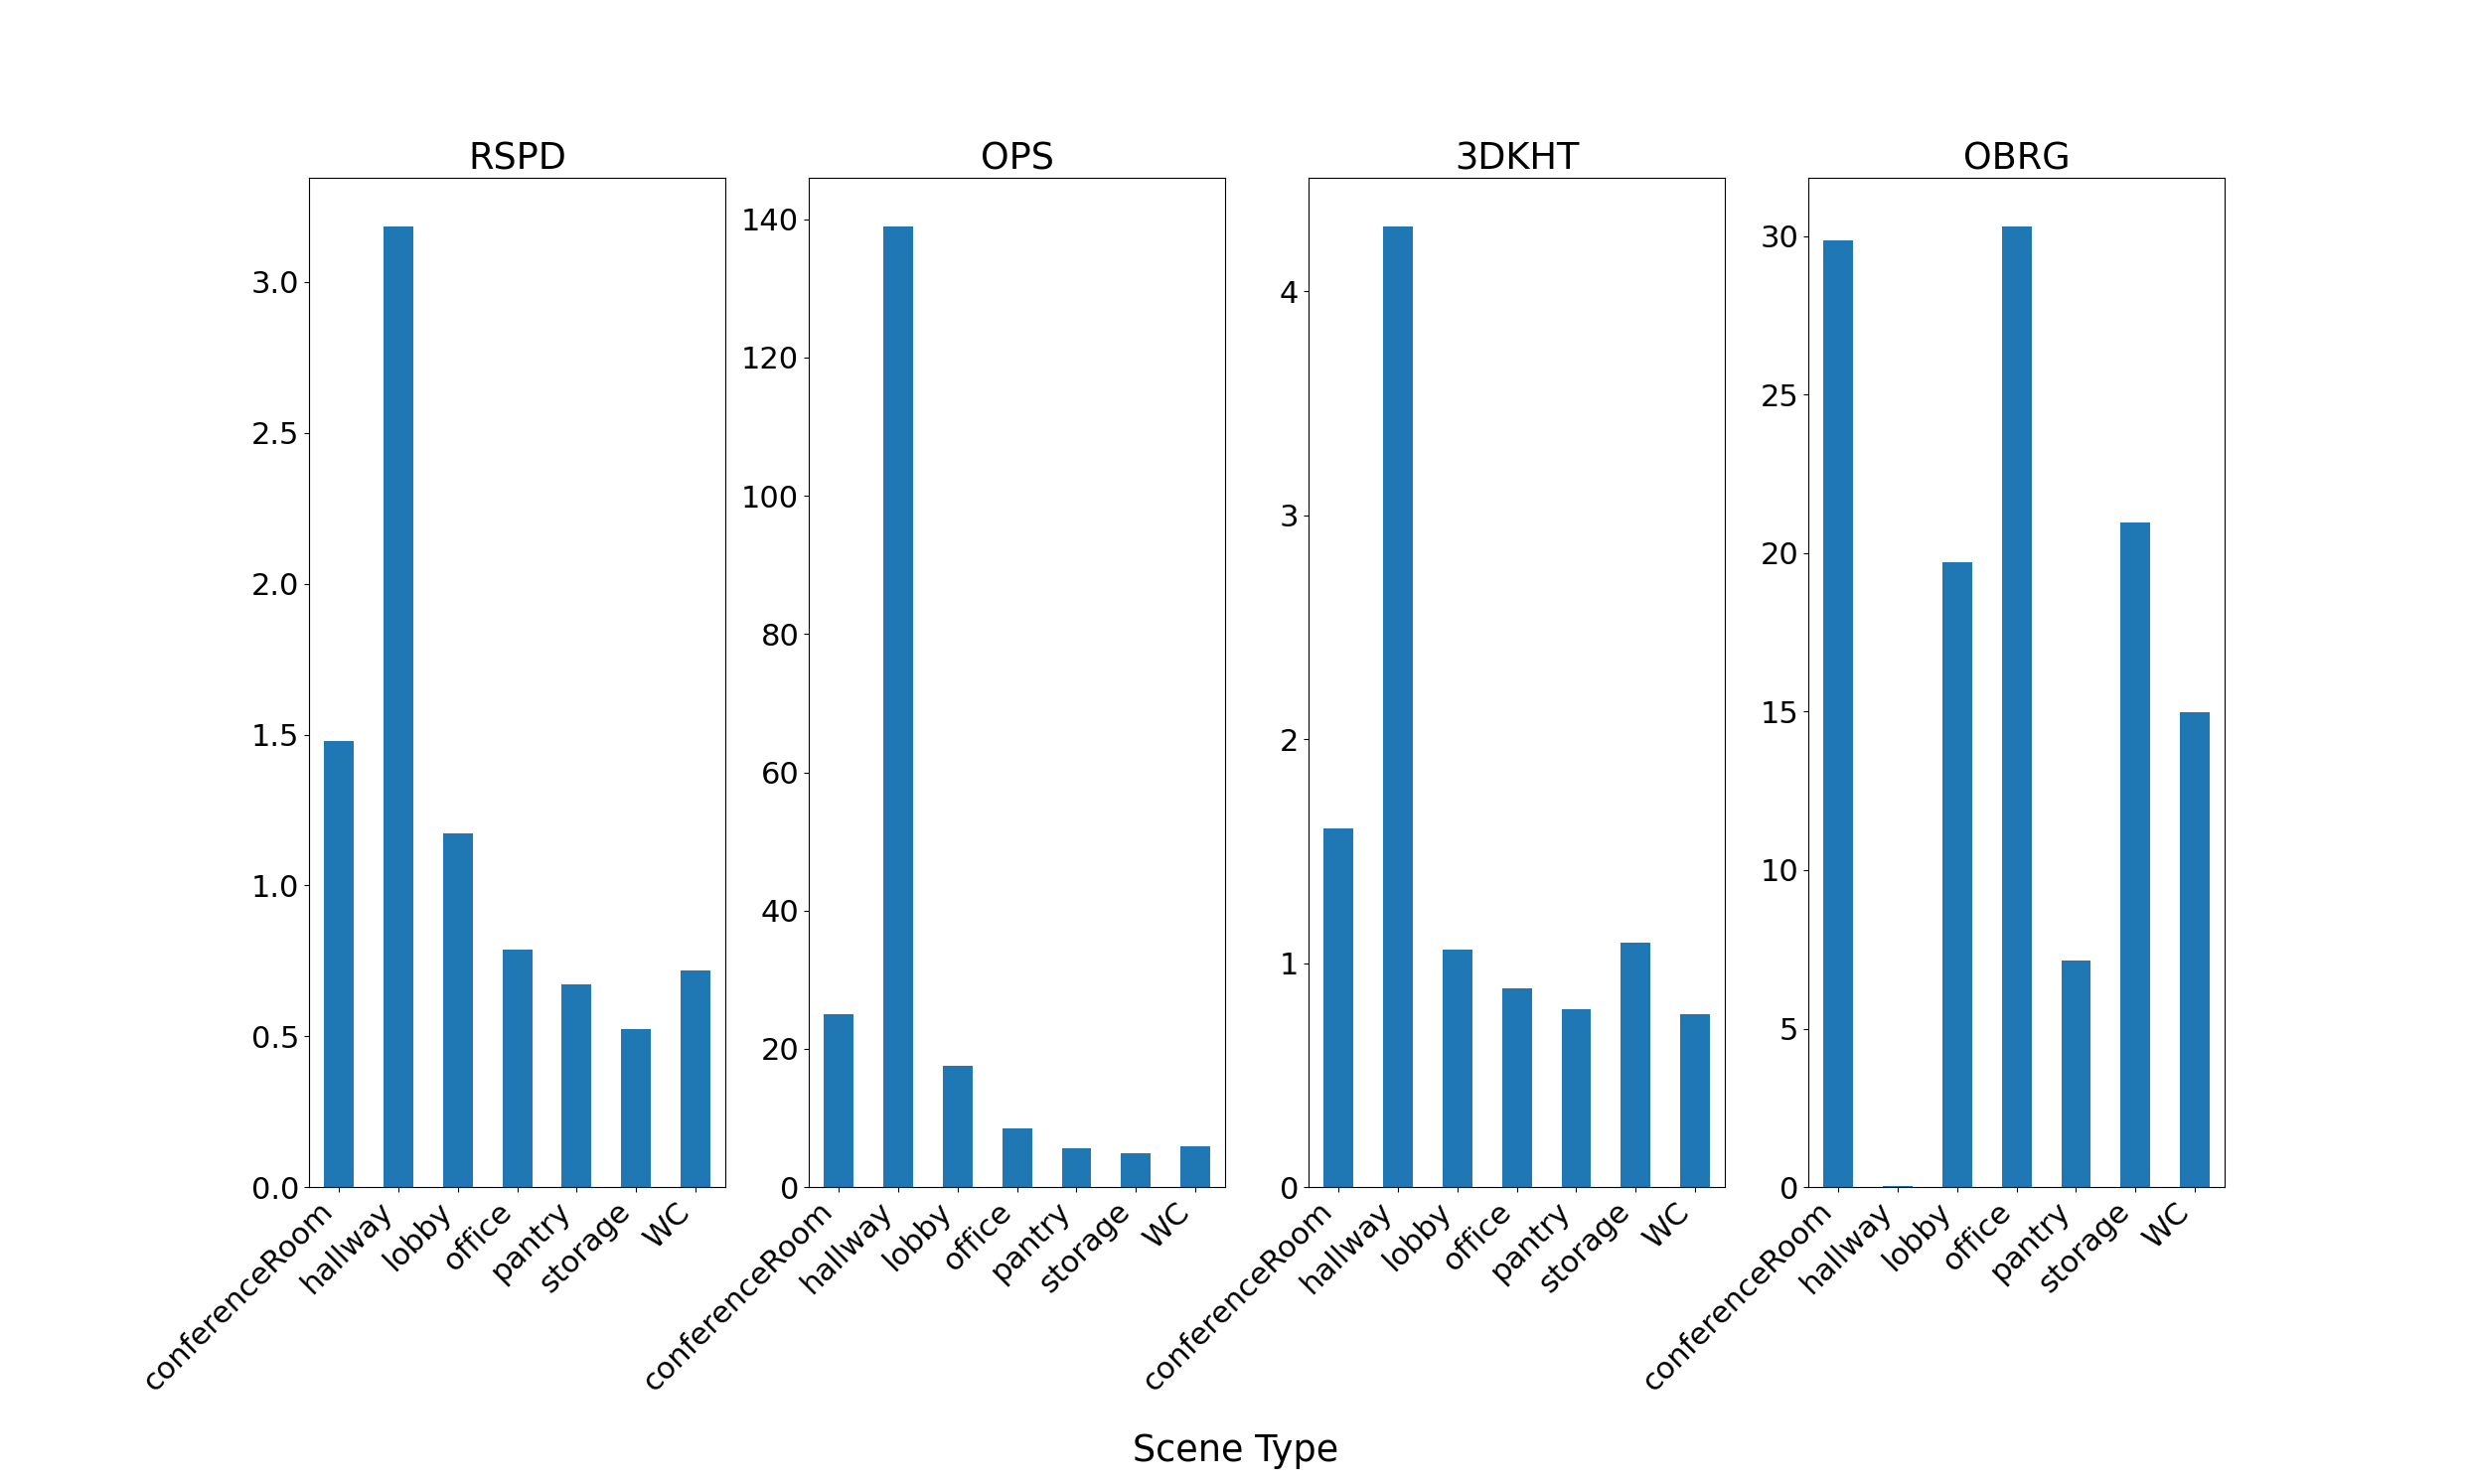 RSPD
OPS
3DKHT
OBRG
3.0
2.5
2.0
1.5
1.0
0.5
0.0
140
120
100
80
60
40
20
0
4
3
2
1
0
30
25
20
15
10
5
0
conferenceRoom
hallway
lobby
office
pantry
storage
WC
conferenceRoom
hallway
lobby
office
pantry
storage
WC
conferenceRoom
hallway
lobby
office
pantry
storage
WC
conferenceRoom
hallway
lobby
office
pantry
storage
WC
Scene Type